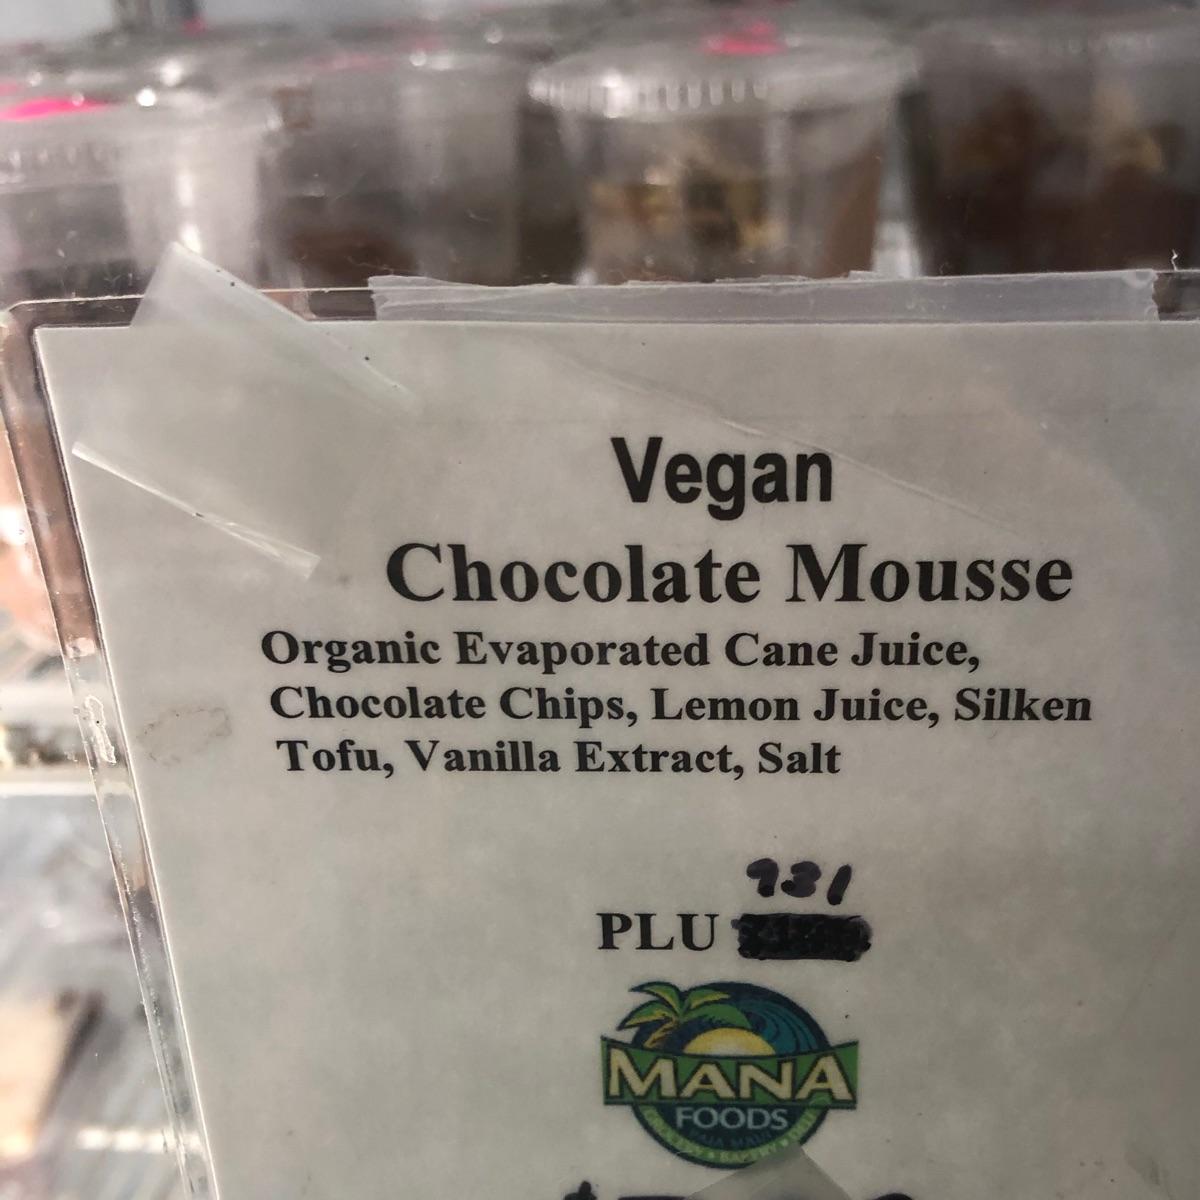 Vegan
Chocolate Mousse
Organic Evaporated Cane Juice,
Chocolate Chips, Lemon Juice, Silken
Tofu, Vanilla Extract, Salt
931
PLU
MANA
FOODS